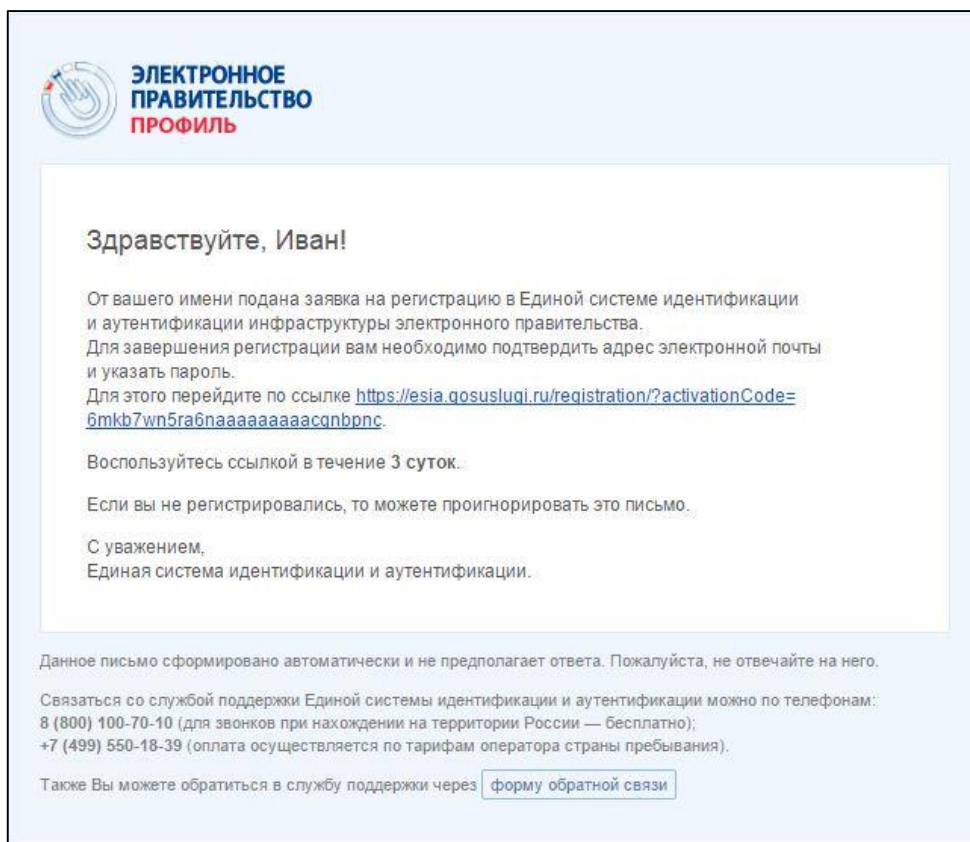 ЭЛЕКТРОННОЕ
ПРАВИТЕЛЬСТВО
ПРОФИЛЬ
Здравствуйте, Иван!
От вашего имени подана заявка на регистрацию в Единой системе идентификации
и аутентификации инфраструктуры электронного правительства.
Для завершения регистрации вам необходимо подтвердить адрес электронной почты
и указать пароль.
Для этого перейдите по ссылке https://esia.gosuslugi.ru/registration/?activationCode=
6mkb7wn5ra6naaaaaaaaacgnbpnc.
Воспользуйтесь ссылкой в течение 3 суток.
Если вы не регистрировались, то можете проигнорировать это письмо.
С уважением,
Единая система идентификации и аутентификации.
Данное письмо сформировано автоматически и не предполагает ответа. Пожалуйста, не отвечайте на него.
Связаться со службой поддержки Единой системы идентификации и аутентификации можно по телефонам:
8 (800) 100-70-10 (для звонков при нахождении на территории России — бесплатно);
+7 (499) 550-18-39 (оплата осуществляется по тарифам оператора страны пребывания).
Также Вы можете обратиться в службу поддержки через форму обратной связи